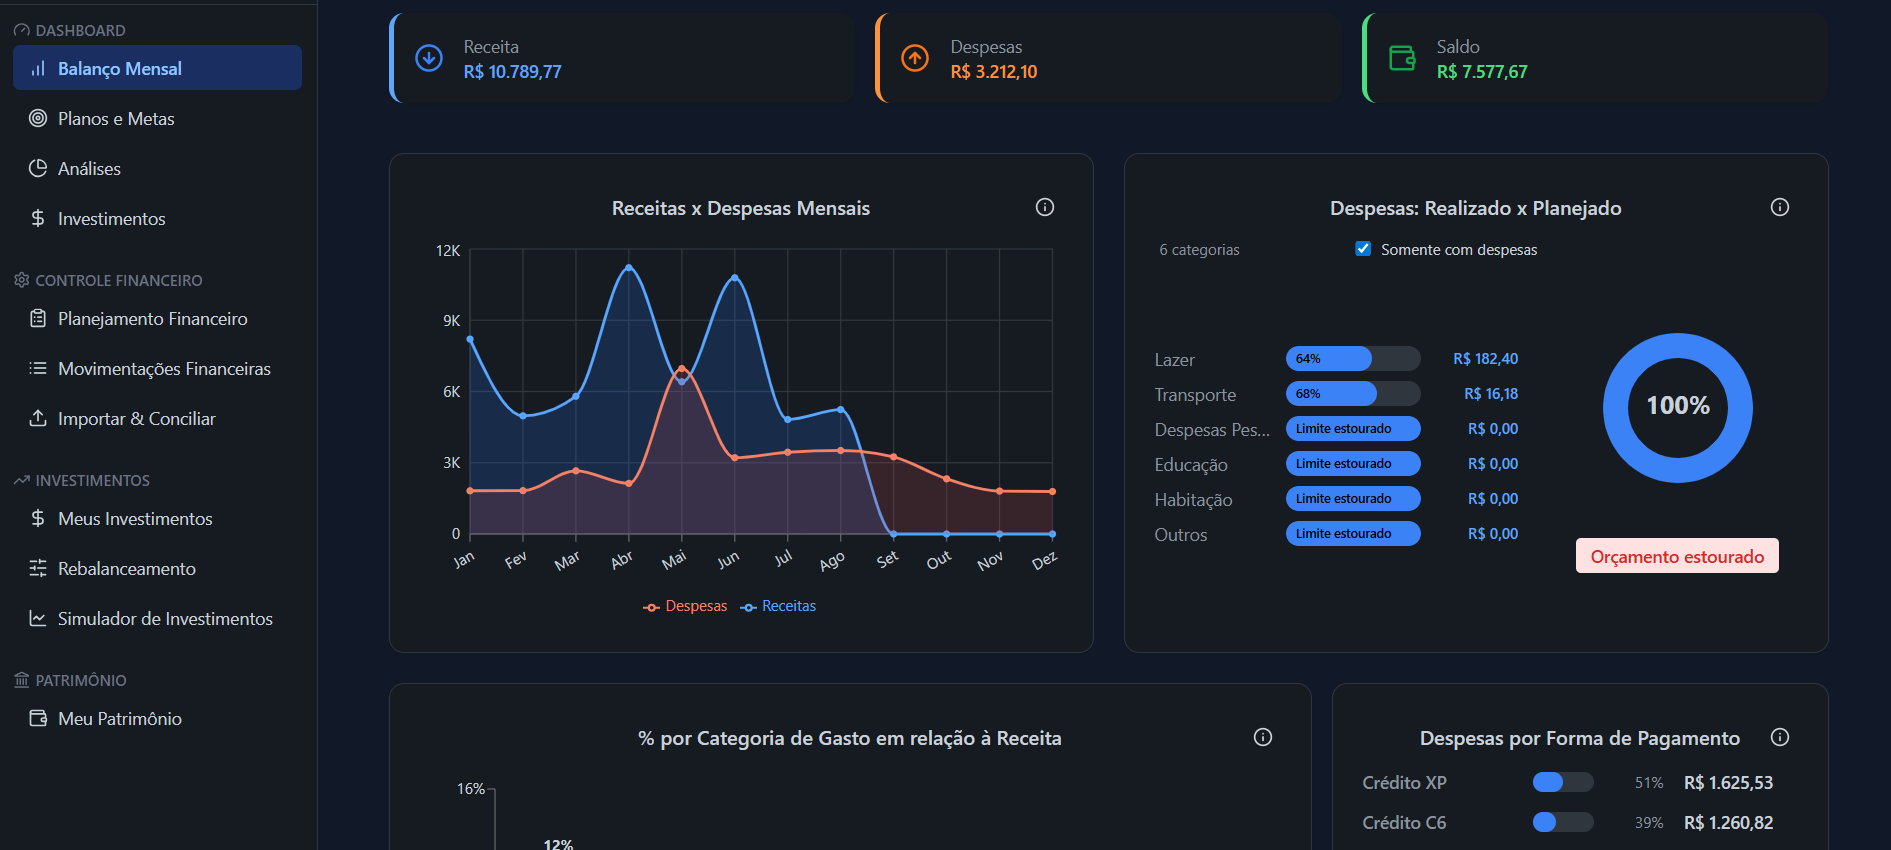 DASHBOARD
Balanço Mensal
Planos e Metas
Análises
Investimentos
CONTROLE FINANCEIRO
Planejamento Financeiro
Movimentações Financeiras
Importar & Conciliar
INVESTIMENTOS
Meus Investimentos
Rebalanceamento
Simulador de Investimentos
PATRIMÔNIO
Meu Patrimônio
Receita
R$ 10.789,77
Despesas
R$ 3.212,10
Saldo
R$ 7.577,67
Receitas x Despesas Mensais
12K
9K
6K
3K
0
Jan Fev Mar Abr Mai Jun Jul Ago Set Out Nov Dez
Despesas Receitas
Despesas: Realizado x Planejado
6 categorias Somente com despesas
Lazer 64% R$ 182,40
Transporte 68% R$ 16,18
Despesas Pes... Limite estourado R$ 0,00
Educação Limite estourado R$ 0,00
Habitação Limite estourado R$ 0,00
Outros Limite estourado R$ 0,00
100%
Orçamento estourado
% por Categoria de Gasto em relação à Receita
16%
12%
Despesas por Forma de Pagamento
Crédito XP 51% R$ 1.625,53
Crédito C6 39% R$ 1.260,82